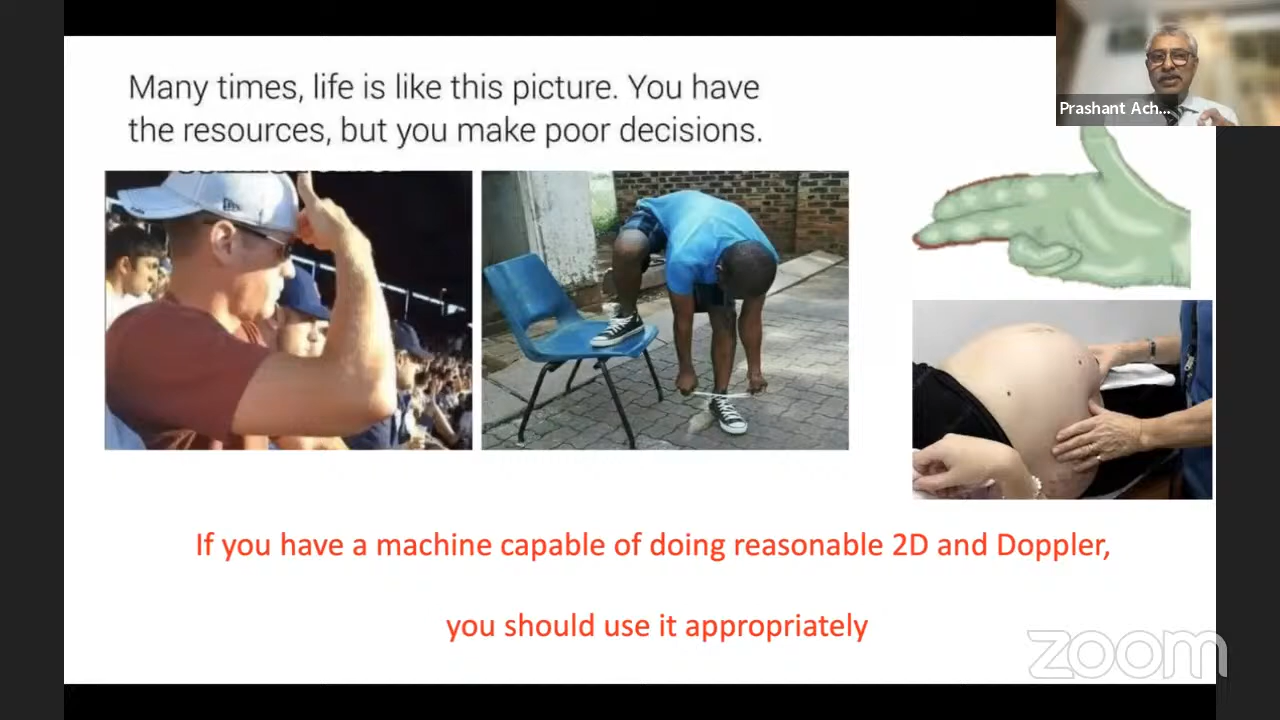 Many times, life is like this picture. You have
the resources, but you make poor decisions.
Prashant Ach...
If you have a machine capable of doing reasonable 2D and Doppler,
you should use it appropriately
zoom